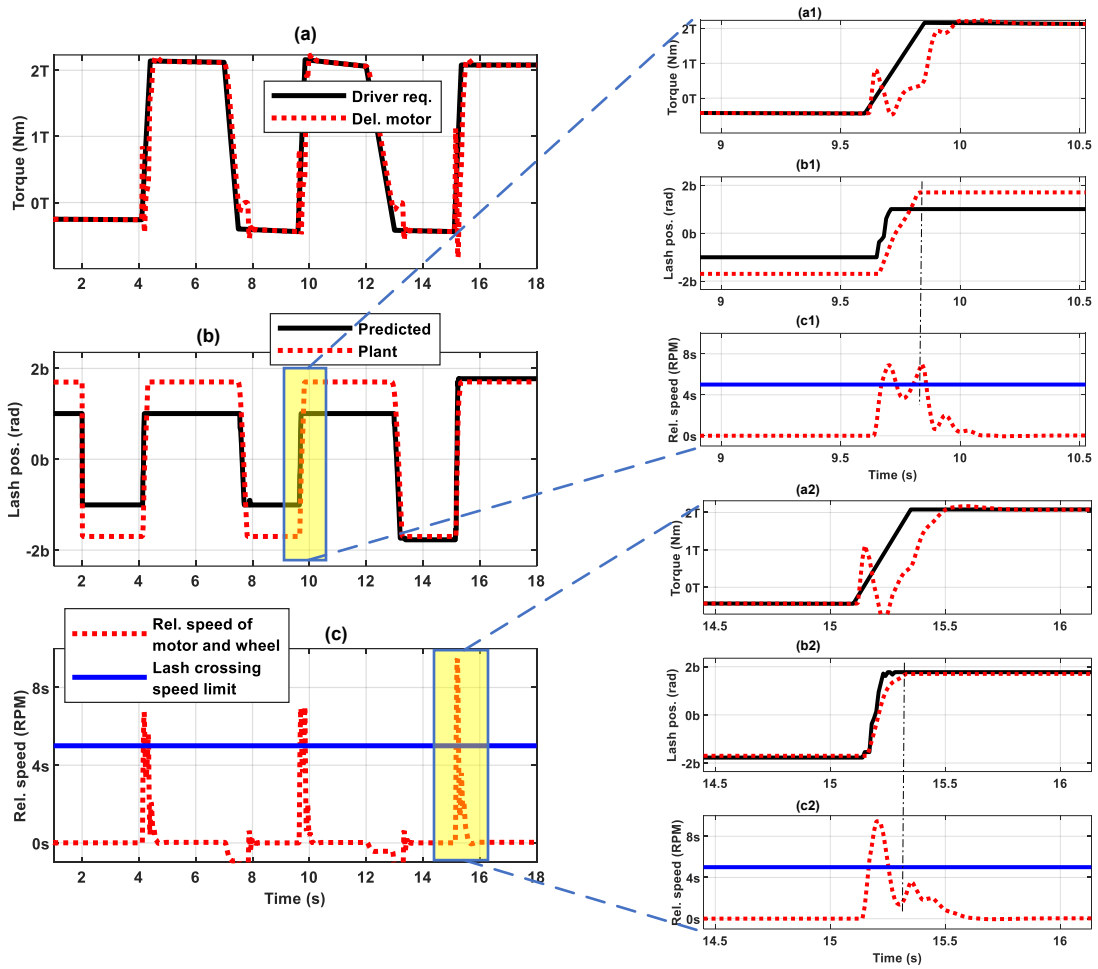 (a)
2T
1T
0T
Torque (Nm)
Driver req.
Del. motor
2 4 6 8 10 12 14 16 18
(b)
Predicted
Plant
2b
0b
-2b
Lash pos. (rad)
2 4 6 8 10 12 14 16 18
(c)
Rel. speed of
motor and wheel
Lash crossing
speed limit
8s
4s
0s
Rel. speed (RPM)
2 4 6 8 10 12 14 16 18
Time (s)
(a1)
2T
0T
Torque (Nm)
9 9.5 10 10.5
(b1)
2b
0b
-2b
Lash pos. (rad)
9 9.5 10 10.5
(c1)
8s
4s
0s
Rel. speed (RPM)
9 9.5 10 10.5
Time (s)
(a2)
2T
1T
0T
Torque (Nm)
14.5 15 15.5 16
(b2)
2b
0b
-2b
Lash pos. (rad)
14.5 15 15.5 16
(c2)
8s
4s
0s
Rel. speed (RPM)
14.5 15 15.5 16
Time (s)